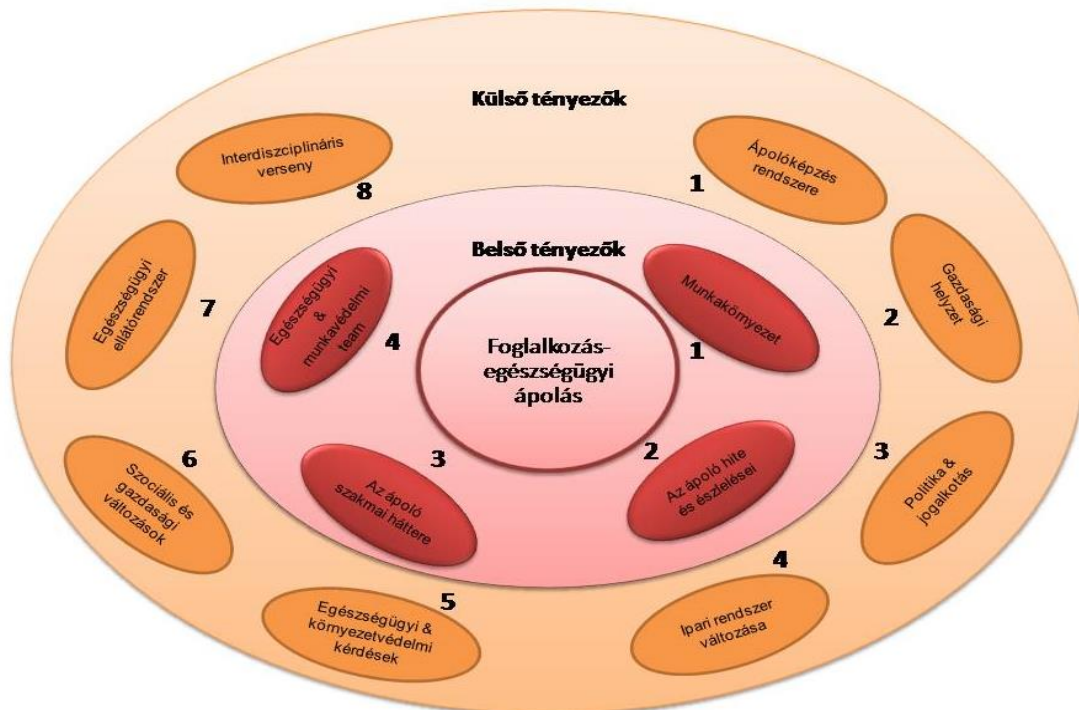 Külső tényezők
Interdiszciplináris
verseny
8
1
Ápolóképzés
rendszere
Egészségügyi
ellátórendszer
7
2
Gazdasági
helyzet
Belső tényezők
Egészségügyi
&
munkavédelmi
team
4
1
Munkakörnyezet
Foglalkozás-
egészségügyi
ápolás
3
Az ápoló
szakmai háttere
2
Az ápoló hite
és észlelései
6
Szociális és
gazdasági
változások
3
Politika &
jogalkotás
5
Egészségügyi &
környezetvédelmi
kérdések
4
Ipari rendszer
változása